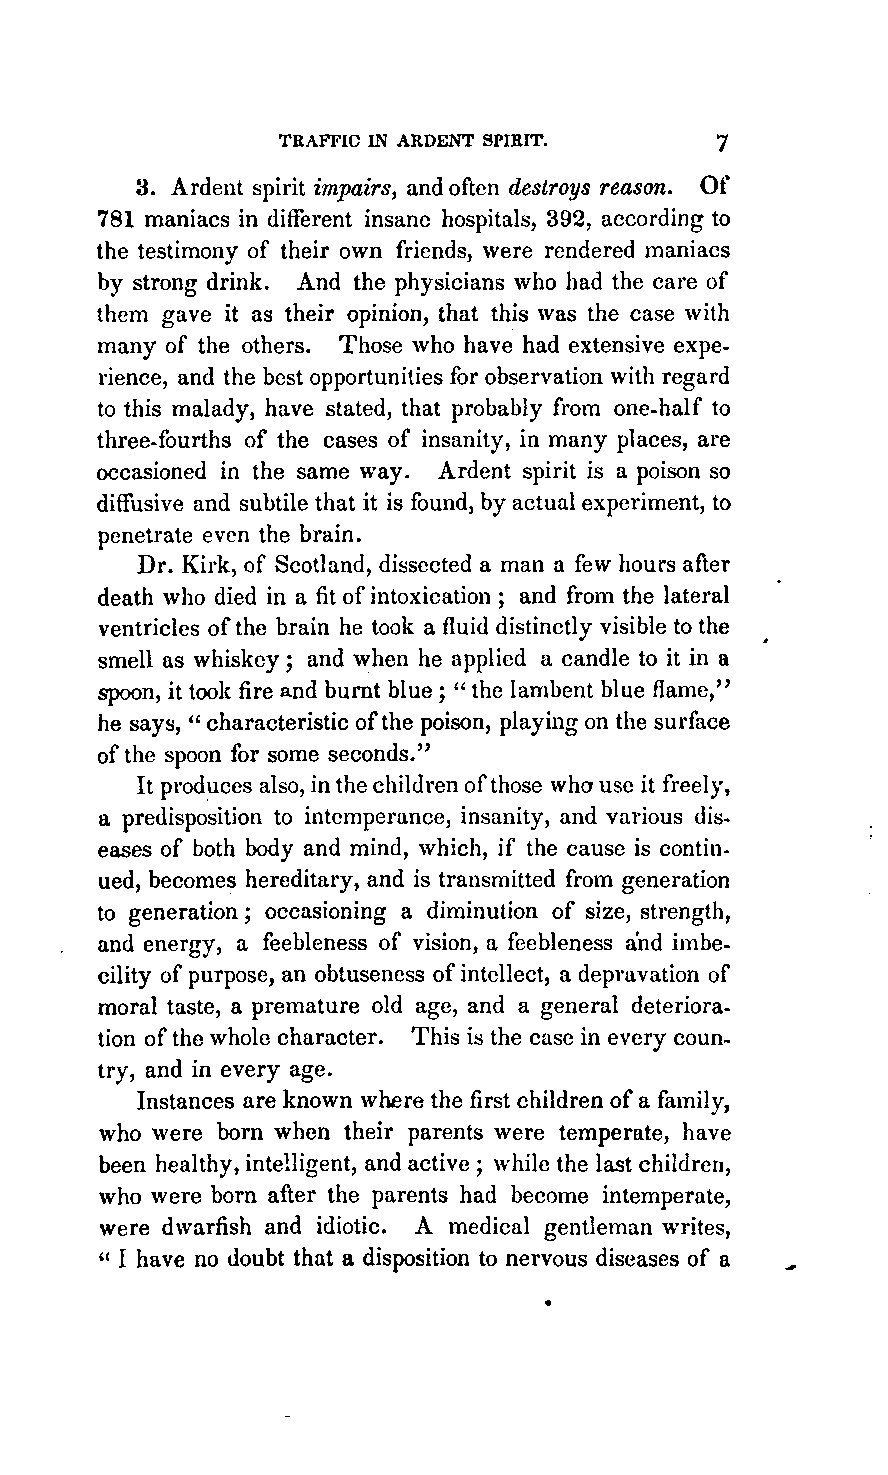 TRAFFIC IN ARDENT SPIRIT. 7
3. Ardent spirit impairs, and often destroys reason. Of
781 maniacs in different insane hospitals, 392, according to
the testimony of their own friends, were rendered maniacs
by strong drink. And the physicians who had the care of
them gave it as their opinion, that this was the case with
many of the others. Those who have had extensive expe-
rience, and the best opportunities for observation with regard
to this malady, have stated, that probably from one-half to
three-fourths of the cases of insanity, in many places, are
occasioned in the same way. Ardent spirit is a poison so
diffusive and subtile that it is found, by actual experiment, to
penetrate even the brain.
Dr. Kirk, of Scotland, dissected a man a few hours after
death who died in a fit of intoxication ; and from the lateral
ventricles of the brain he took a fluid distinctly visible to the
smell as whiskey ; and when he applied a candle to it in a
spoon, it took fire and burnt blue ; “ the lambent blue flame,”
he says, “ characteristic of the poison, playing on the surface
of the spoon for some seconds.”
It produces also, in the children of those who use it freely,
a predisposition to intemperance, insanity, and various dis-
eases of both body and mind, which, if the cause is contin-
ued, becomes hereditary, and is transmitted from generation
to generation ; occasioning a diminution of size, strength,
and energy, a feebleness of vision, a feebleness and imbe-
cility of purpose, an obtuseness of intellect, a depravation of
moral taste, a premature old age, and a general deteriora-
tion of the whole character. This is the case in every coun-
try, and in every age.
Instances are known where the first children of a family,
who were born when their parents were temperate, have
been healthy, intelligent, and active ; while the last children,
who were born after the parents had become intemperate,
were dwarfish and idiotic. A medical gentleman writes,
“ I have no doubt that a disposition to nervous diseases of a